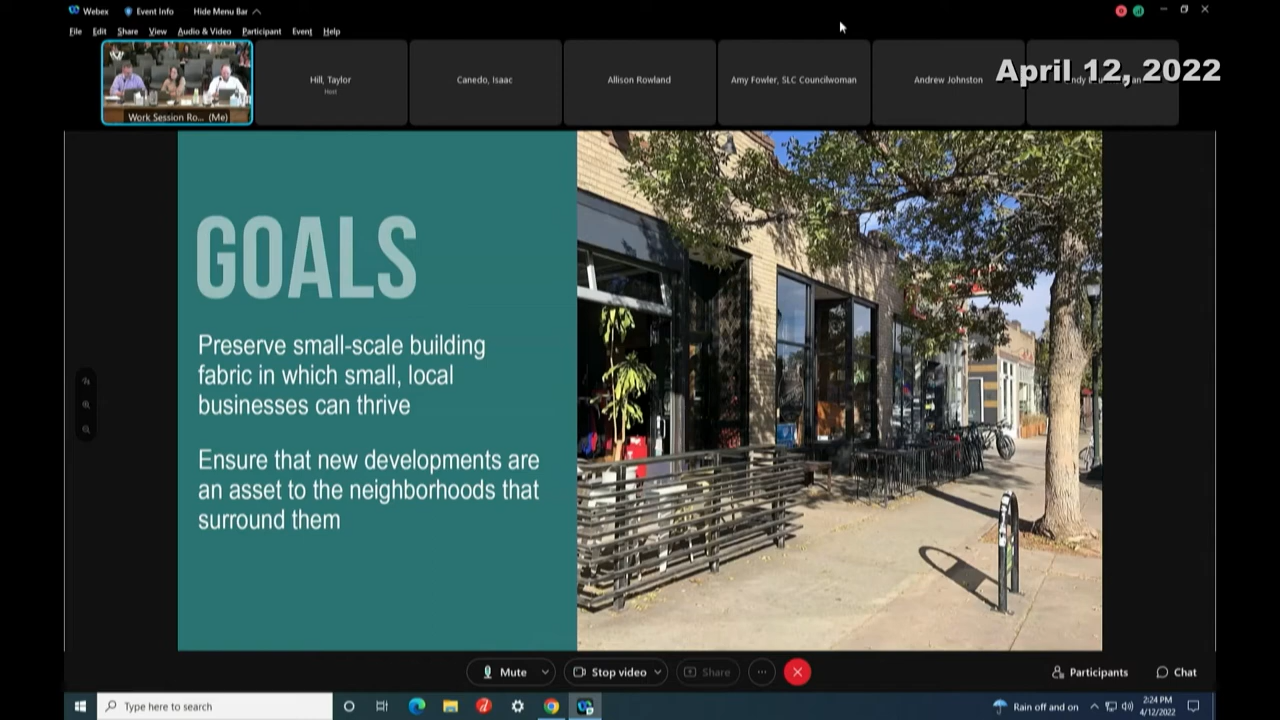 Webex
Event Info
Hide Menu Bar
File Edit Share View Audio & Video Participant Event Help
Work Session Ro... (Me)
Hill, Taylor
Host
Canedo, Isaac
Allison Rowland
Amy Fowler, SLC Councilwoman
Andrew Johnston
April 12, 2022
GOALS
Preserve small-scale building
fabric in which small, local
businesses can thrive
Ensure that new developments are
an asset to the neighborhoods that
surround them
Mute
Stop video
Share
Participants
Chat
Type here to search
Rain off and on
2:24 PM
4/12/2022